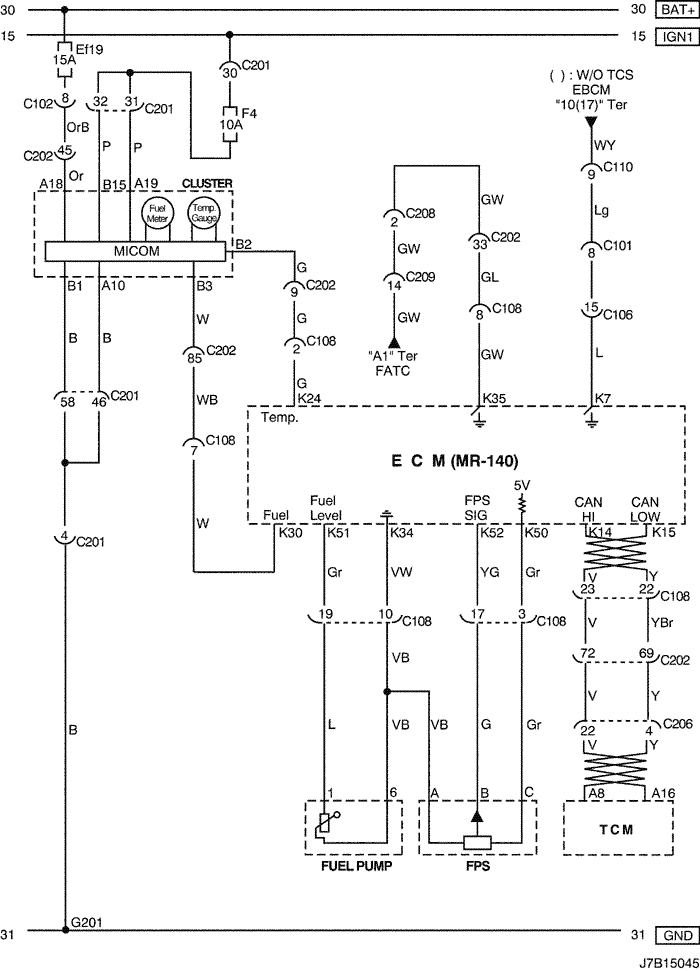 30 30 BAT+
15 15 IGN1
Ef19
15A
C201
30
( ) : W/O TCS
EBCM
"10(17)" Ter
C102 8 32 31 C201
F4
10A
OrB
P P
WY
C202 45
C110
9
Or
A18 B15 A19 CLUSTER
Fuel
Meter
Temp.
Gauge
GW
Lg
C208
2
MICOM
B2
C202
33
GW
C101
8
G
B1 A10 B3
C209
14
GL
9 C202
C108
8
15
C106
W
G
GW
B B
"A1" Ter
FATC
C202
85
2 C108
GW
L
WB
G
58 46 C201
K24 K35 K7
Temp.
E C M (MR-140)
C108
7
5V
Fuel
Fuel
Level
FPS
SIG
CAN
HI
CAN
LOW
W
K30 K51 K34 K52 K50 K14 K15
4
C201
Gr VW YG Gr V Y
23 22
C108
19 10 C108 17 3 C108
V YBr
VB
72 69
C202
V Y
B
L VB VB G Gr
C206
22 4
V Y
1 6 A B C A8 A16
TCM
FUEL PUMP FPS
G201
31 31 GND
J7B15045